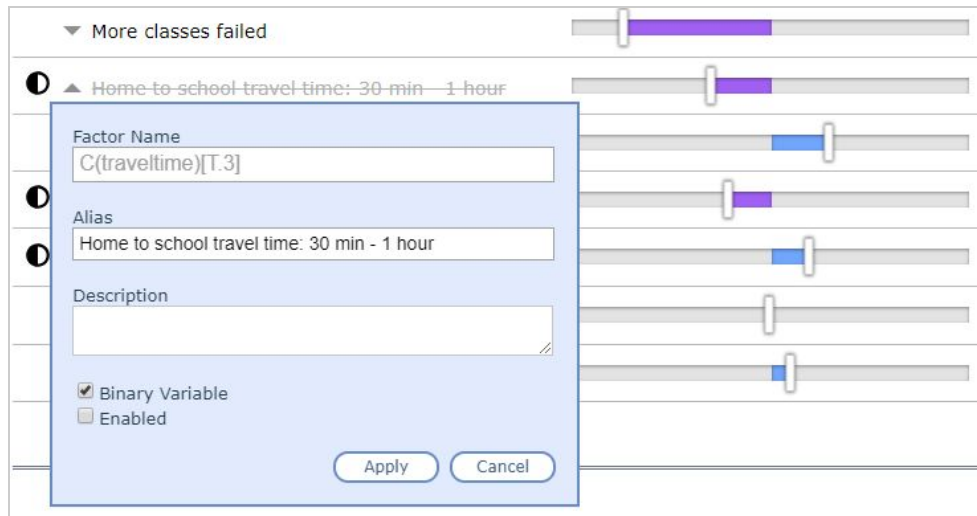 More classes failed
Home to school travel time: 30 min - 1 hour
Factor Name
C(traveltime)[T.3]
Alias
Home to school travel time: 30 min - 1 hour
Description
Binary Variable
Enabled
Apply Cancel